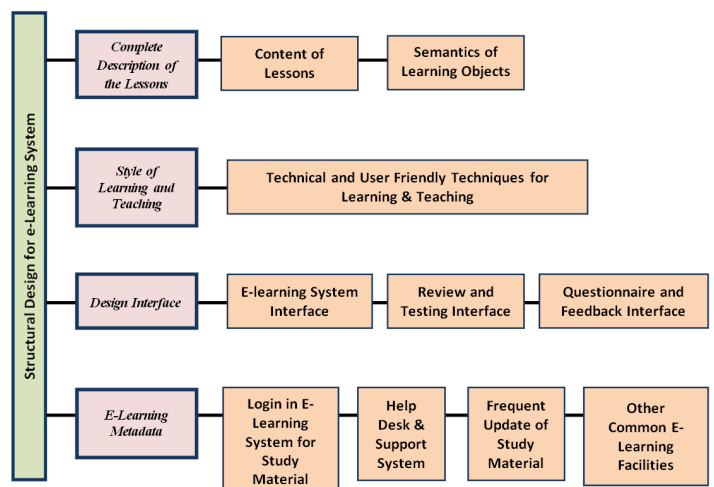 Structural Design for e-Learning System
Complete
Description of
the Lessons
Content of
Lessons
Semantics of
Learning Objects
Style of
Learning and
Teaching
Technical and User Friendly Techniques for
Learning & Teaching
Design Interface
E-learning System
Interface
Review and
Testing Interface
Questionnaire and
Feedback Interface
E-Learning
Metadata
Login in E-
Learning
System for
Study
Material
Help
Desk &
Support
System
Frequent
Update of
Study
Material
Other
Common E-
Learning
Facilities